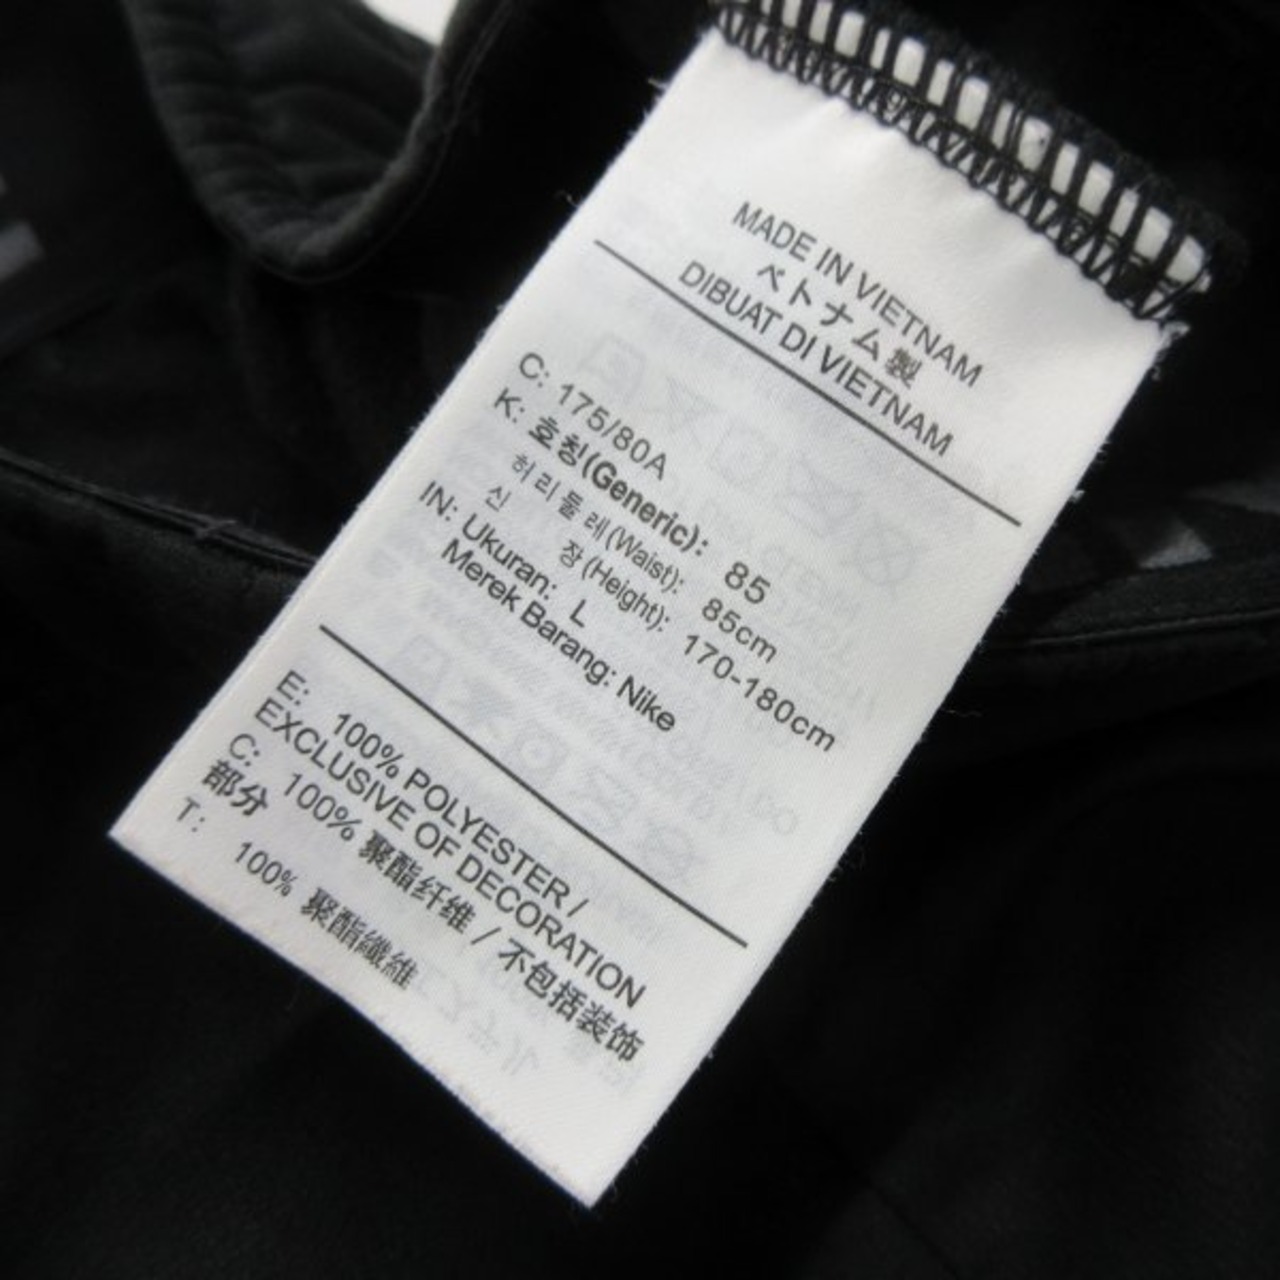 MADE IN VIETNAM
ベトナム製
DIBUAT DI VIETNAM
C: 175/80A
K: 호칭(Generic): 85
허리둘레(Waist): 85cm
신 장(Height): 170-180cm
IN: Ukuran: L
Merek Barang: Nike
E: 100% POLYESTER /
EXCLUSIVE OF DECORATION
C: 100% 聚酯纤维 / 不包括装饰
部分
T: 100% 聚酯纖維